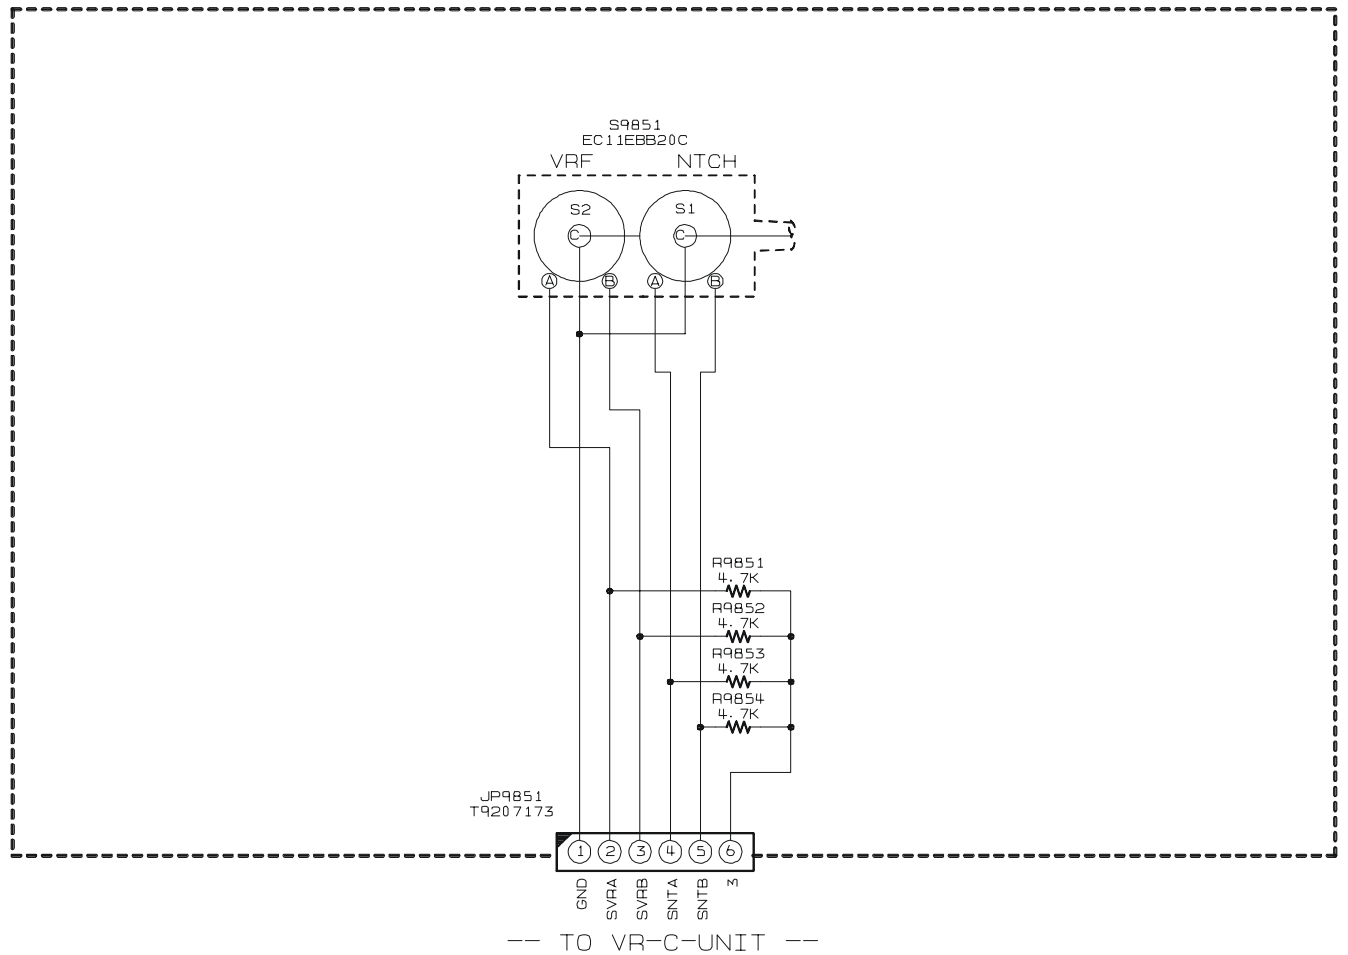 S9851
EC11EBB20C
VRF NTCH
S2 S1
C C
A B A B
R9851
4.7K
R9852
4.7K
R9853
4.7K
R9854
4.7K
JP9851
T9207173
1 2 3 4 5 6
GND SVRA SVRB SNTA SNTB 3
-- TO VR-C-UNIT --